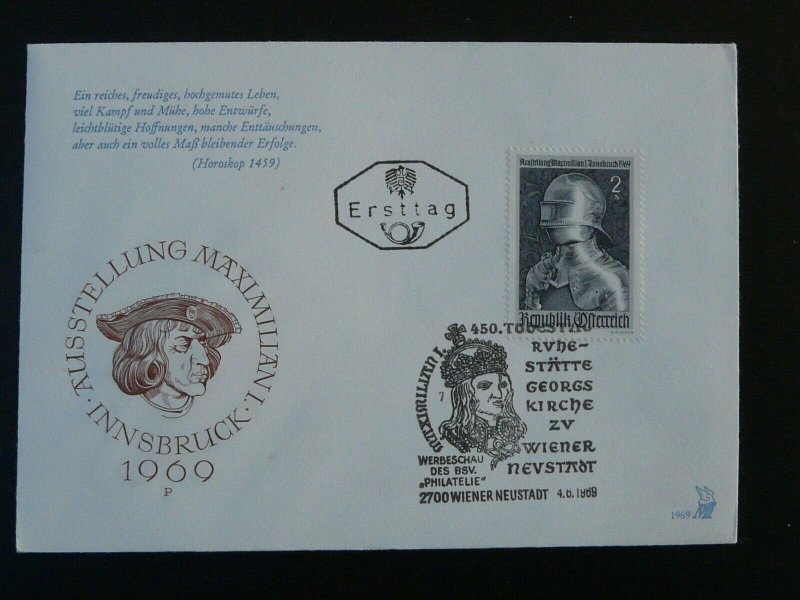 Ein reiches, freudiges, hochgemutes Leben,
viel Kampf und Mühe, hohe Entwürfe,
leichtblütige Hoffnungen, manche Enttäuschungen,
aber auch ein volles Maß bleibender Erfolge.
(Horoskop 1459)
Ersttag
Ausstellung Maximilian I. Innsbruck 1969
2
S
Republik Österreich
· AUSSTELLUNG MAXIMILIAN I. ·
INNSBRUCK ·
1969
P
MAXIMILIAN I.
450. TODESTAG
RVHE-
STÄTTE
GEORGS
KIRCHE
ZV
WIENER
NEVSTADT
1
WERBESCHAU
DES BSV.
„PHILATELIE"
2700 WIENER NEUSTADT 4.6.1969
1969